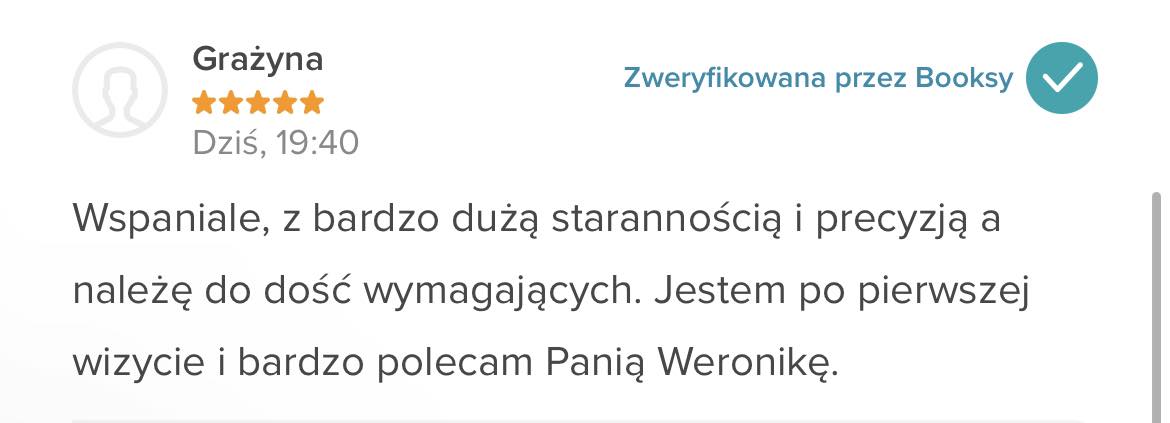 Grażyna
Zweryfikowana przez Booksy
Dziś, 19:40
Wspaniale, z bardzo dużą starannością i precyzją a
należę do dość wymagających. Jestem po pierwszej
wizycie i bardzo polecam Panią Weronikę.